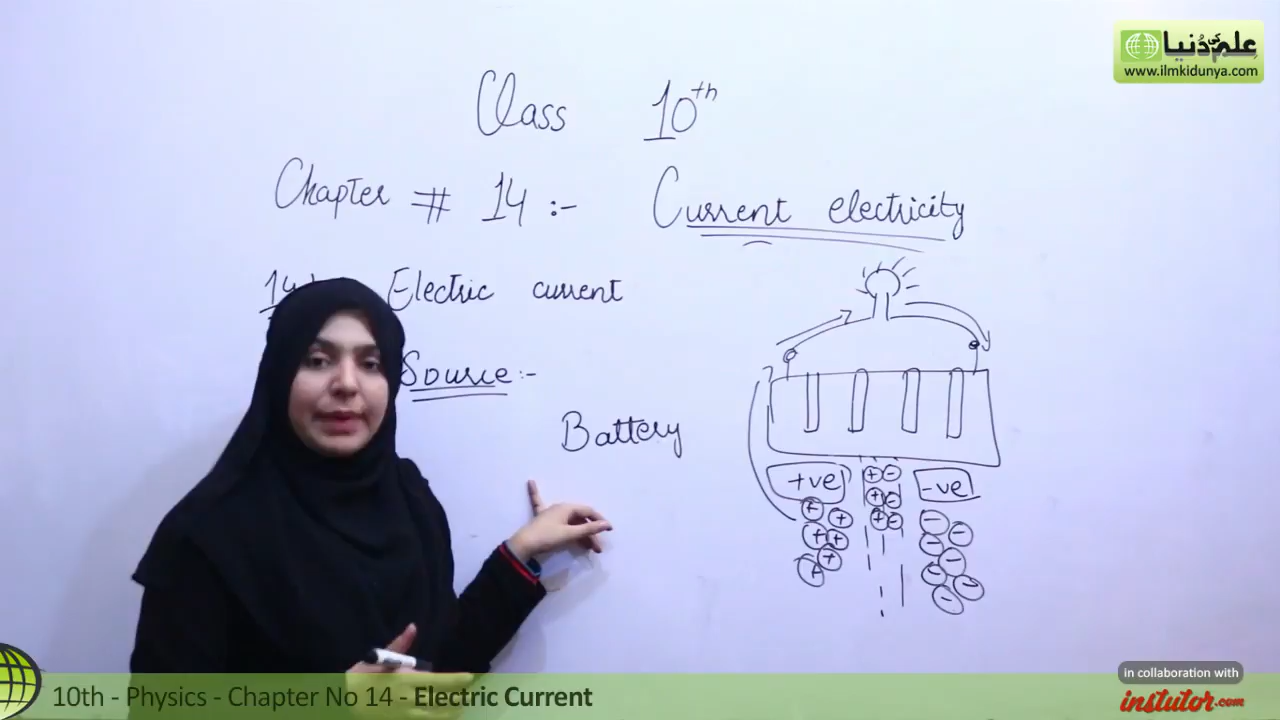 علم کی دُنیا
www.ilmkidunya.com
Class 10th
Chapter # 14 :- Current electricity
Electric current
Source:-
Battery
+ve
-ve
+ -
+ -
+ -
+ +
+ +
+
+
- -
-
-
- -
-
in collaboration with
instutor.com
10th - Physics - Chapter No 14 - Electric Current